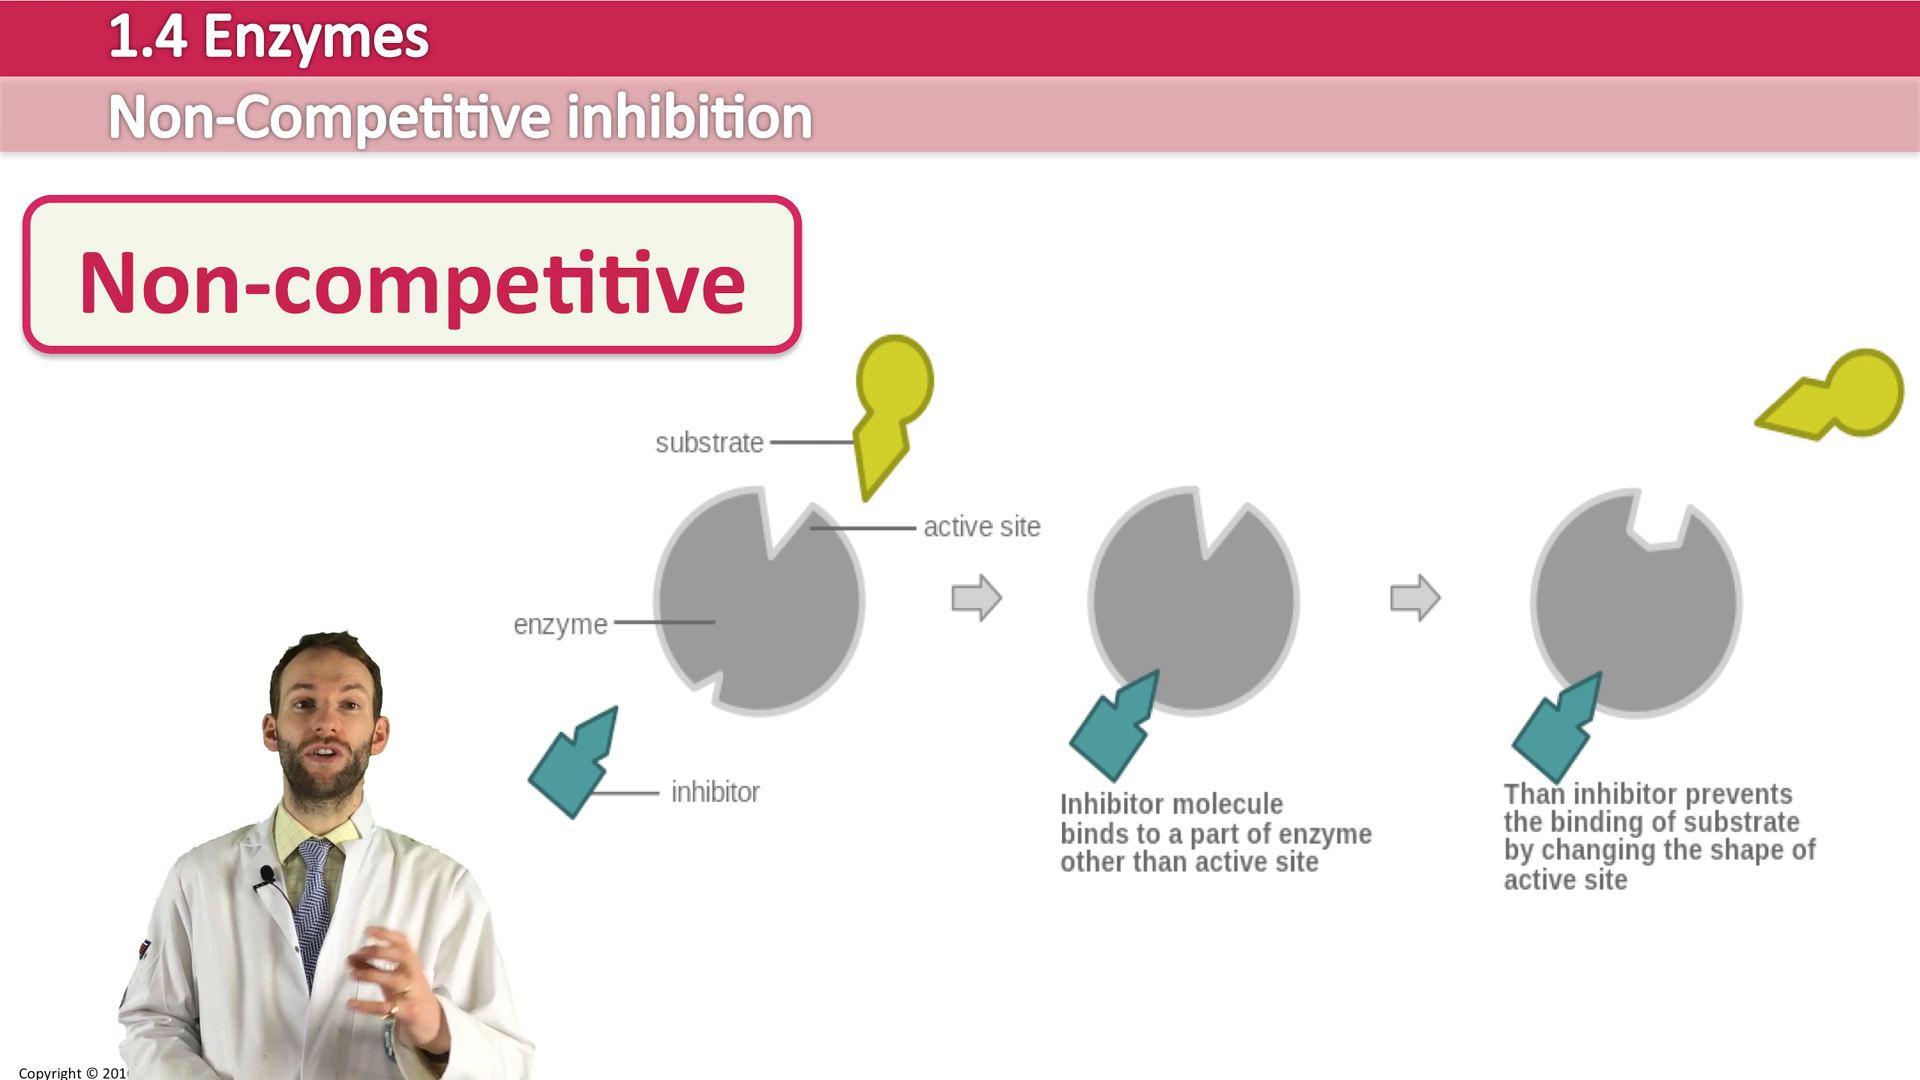 1.4 Enzymes
Non-Competitive inhibition
Non-competitive
substrate
active site
enzyme
inhibitor
Inhibitor molecule
binds to a part of enzyme
other than active site
Than inhibitor prevents
the binding of substrate
by changing the shape of
active site
Copyright ©